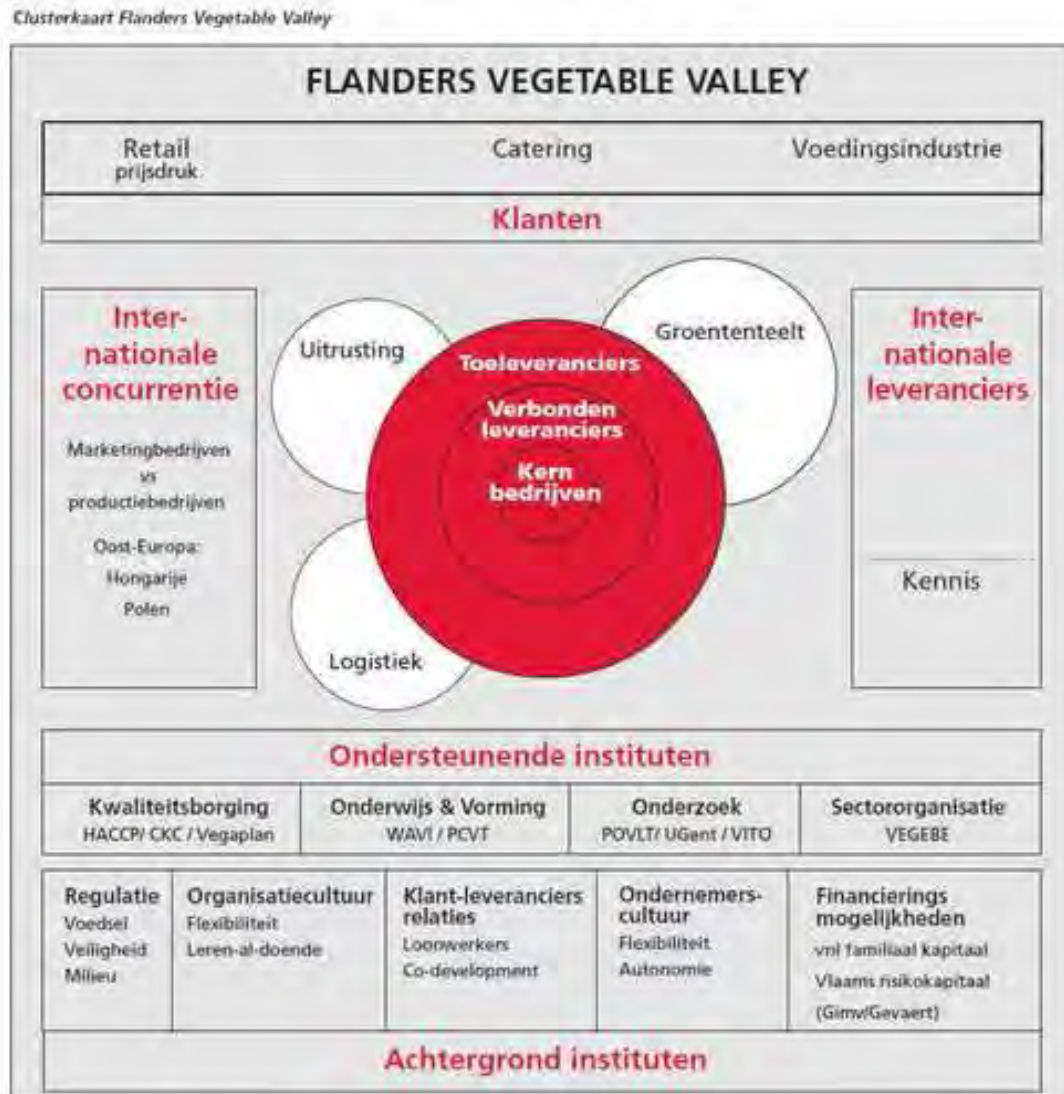 Clusterkaart Flanders Vegetable Valley
FLANDERS VEGETABLE VALLEY
Retail
prijsdruk
Catering
Voedingsindustrie
Klanten
Inter-
nationale
concurrentie
Marketingbedrijven
vs
productiebedrijven
Oost-Europa:
Hongarije
Polen
Uitrusting
Groententeelt
Toeleveranciers
Verbonden
leveranciers
Kern
bedrijven
Logistiek
Inter-
nationale
leveranciers
Kennis
Ondersteunende instituten
Kwaliteitsborging
HACCP/ CKC / Vegaplan
Onderwijs & Vorming
WAVI / PCVT
Onderzoek
POVLT/ UGent / VITO
Sectororganisatie
VEGEBE
Regulatie
Voedsel
Veiligheid
Milieu
Organisatiecultuur
Flexibiliteit
Leren-al-doende
Klant-leveranciers
relaties
Loonwerkers
Co-development
Ondernemers-
cultuur
Flexibiliteit
Autonomie
Financierings
mogelijkheden
vnl familiaal kapitaal
Vlaams risikokapitaal
(Gimv/Gevaert)
Achtergrond instituten